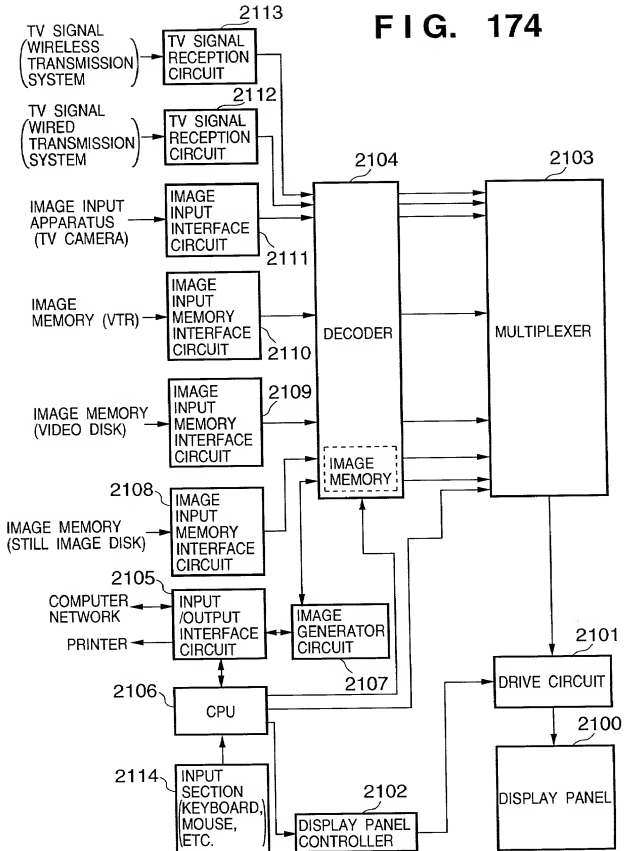 FIG. 174
TV SIGNAL
(WIRELESS
TRANSMISSION
SYSTEM)
2113
TV SIGNAL
RECEPTION
CIRCUIT
TV SIGNAL
(WIRED
TRANSMISSION
SYSTEM)
2112
TV SIGNAL
RECEPTION
CIRCUIT
IMAGE INPUT
APPARATUS
(TV CAMERA)
IMAGE
INPUT
INTERFACE
CIRCUIT
2111
IMAGE
MEMORY (VTR)
IMAGE
INPUT
MEMORY
INTERFACE
CIRCUIT
2110
IMAGE MEMORY
(VIDEO DISK)
IMAGE
INPUT
MEMORY
INTERFACE
CIRCUIT
2109
IMAGE MEMORY
(STILL IMAGE DISK)
2108
IMAGE
INPUT
MEMORY
INTERFACE
CIRCUIT
2104
DECODER
IMAGE
MEMORY
2103
MULTIPLEXER
COMPUTER
NETWORK
PRINTER
2105
INPUT
/OUTPUT
INTERFACE
CIRCUIT
IMAGE
GENERATOR
CIRCUIT
2107
2106
CPU
2114
INPUT
SECTION
(KEYBOARD,
MOUSE,
ETC.)
2102
DISPLAY PANEL
CONTROLLER
2101
DRIVE CIRCUIT
2100
DISPLAY PANEL